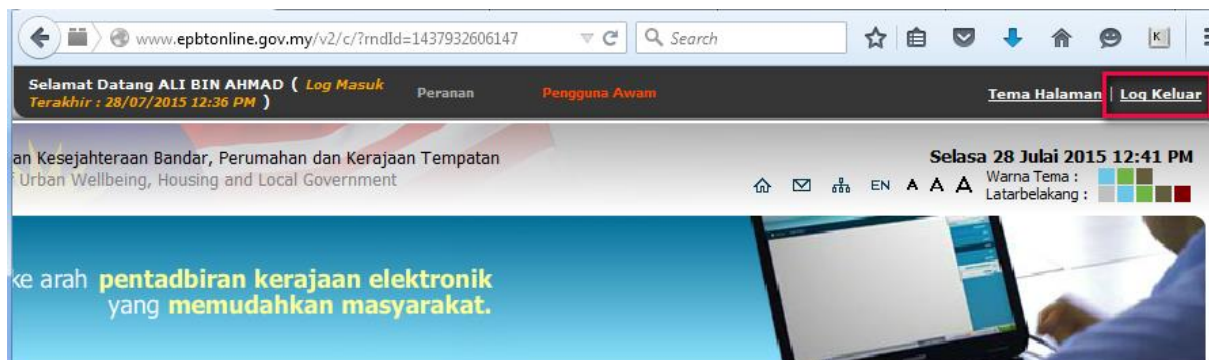 www.epbtonline.gov.my/v2/c/?rndId=1437932606147
Search
K
Selamat Datang ALI BIN AHMAD ( Log Masuk
Terakhir : 28/07/2015 12:36 PM )
Peranan
Pengguna Awam
Tema Halaman | Log Keluar
an Kesejahteraan Bandar, Perumahan dan Kerajaan Tempatan
Urban Wellbeing, Housing and Local Government
Selasa 28 Julai 2015 12:41 PM
EN A A A
Warna Tema :
Latarbelakang :
ke arah pentadbiran kerajaan elektronik
yang memudahkan masyarakat.